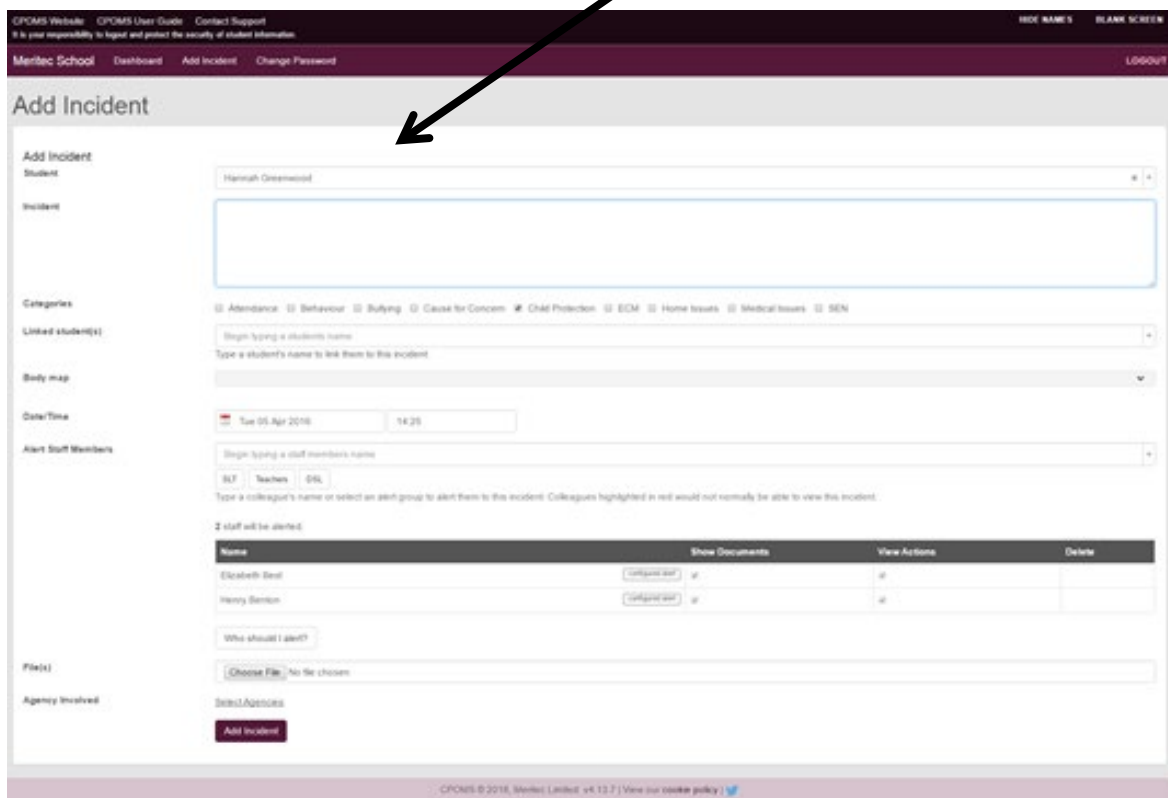 CPOMS Website CPOMS User Guide Contact Support HIDE NAMES BLANK SCREEN
It is your responsibility to logout and protect the security of student information.
Meritec School Dashboard Add Incident Change Password LOGOUT
Add Incident
Add Incident
Student Hannah Greenwood
Incident
Categories Attendance Behaviour Bullying Cause for Concern Child Protection ECM Home Issues Medical Issues SEN
Linked student(s) Begin typing a students name
Type a student's name to link them to this incident
Body map
Date/Time Tue 05 Apr 2016 14:25
Alert Staff Members Begin typing a staff members name
SLT Teachers DSL
Type a colleague's name or select an alert group to alert them to this incident. Colleagues highlighted in red would not normally be able to view this incident.
2 staff will be alerted.
Name Show Documents View Actions Delete
Elizabeth configured alert
Henry Benton configured alert
Who should I alert?
File(s) Choose File No file chosen
Agency Involved Select Agencies
Add Incident
CPOMS © 2016, Meritec Limited v4.13.7 | View our cookie policy |